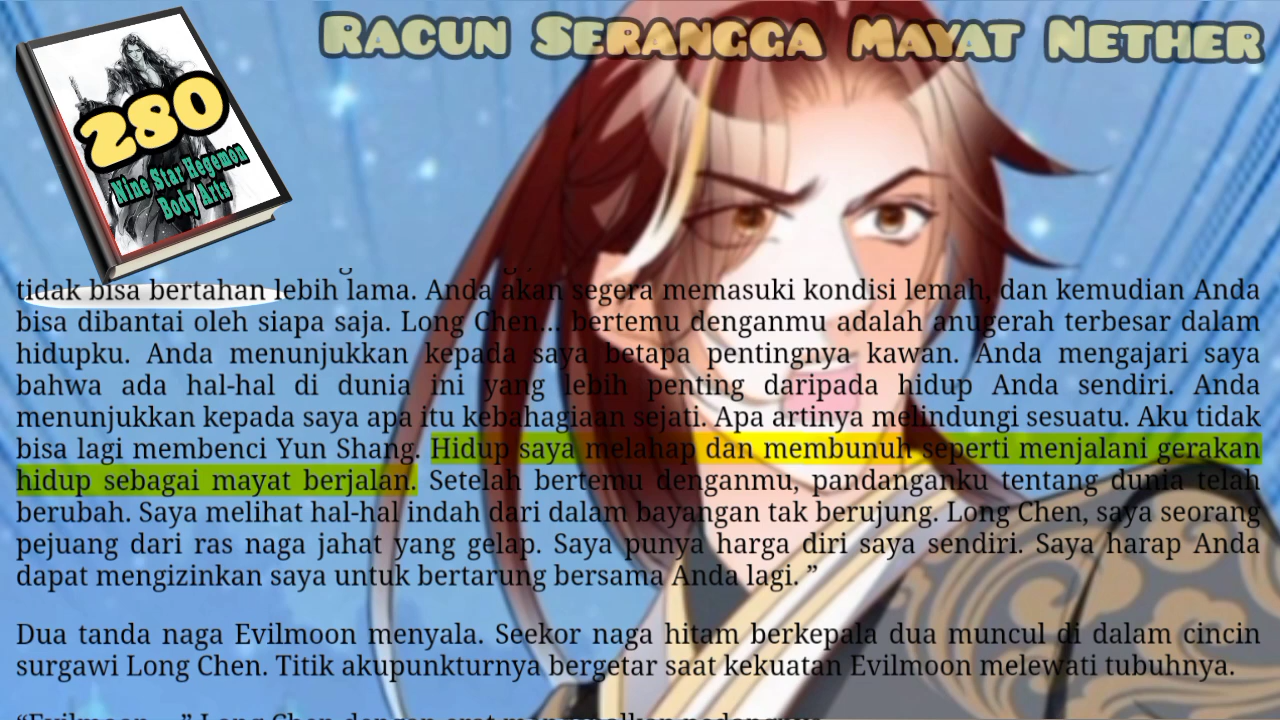 RACUN SERANGGA MAYAT NETHER
280
Nine Star Hegemon
Body Arts
tidak bisa bertahan lebih lama. Anda akan segera memasuki kondisi lemah, dan kemudian Anda
bisa dibantai oleh siapa saja. Long Chen... bertemu denganmu adalah anugerah terbesar dalam
hidupku. Anda menunjukkan kepada saya betapa pentingnya kawan. Anda mengajari saya
bahwa ada hal-hal di dunia ini yang lebih penting daripada hidup Anda sendiri. Anda
menunjukkan kepada saya apa itu kebahagiaan sejati. Apa artinya melindungi sesuatu. Aku tidak
bisa lagi membenci Yun Shang. Hidup saya melahap dan membunuh seperti menjalani gerakan
hidup sebagai mayat berjalan. Setelah bertemu denganmu, pandanganku tentang dunia telah
berubah. Saya melihat hal-hal indah dari dalam bayangan tak berujung. Long Chen, saya seorang
pejuang dari ras naga jahat yang gelap. Saya punya harga diri saya sendiri. Saya harap Anda
dapat mengizinkan saya untuk bertarung bersama Anda lagi. ”
Dua tanda naga Evilmoon menyala. Seekor naga hitam berkepala dua muncul di dalam cincin
surgawi Long Chen. Titik akupunkturnya bergetar saat kekuatan Evilmoon melewati tubuhnya.
“Evilmoon ... ” Long Chen dengan erat